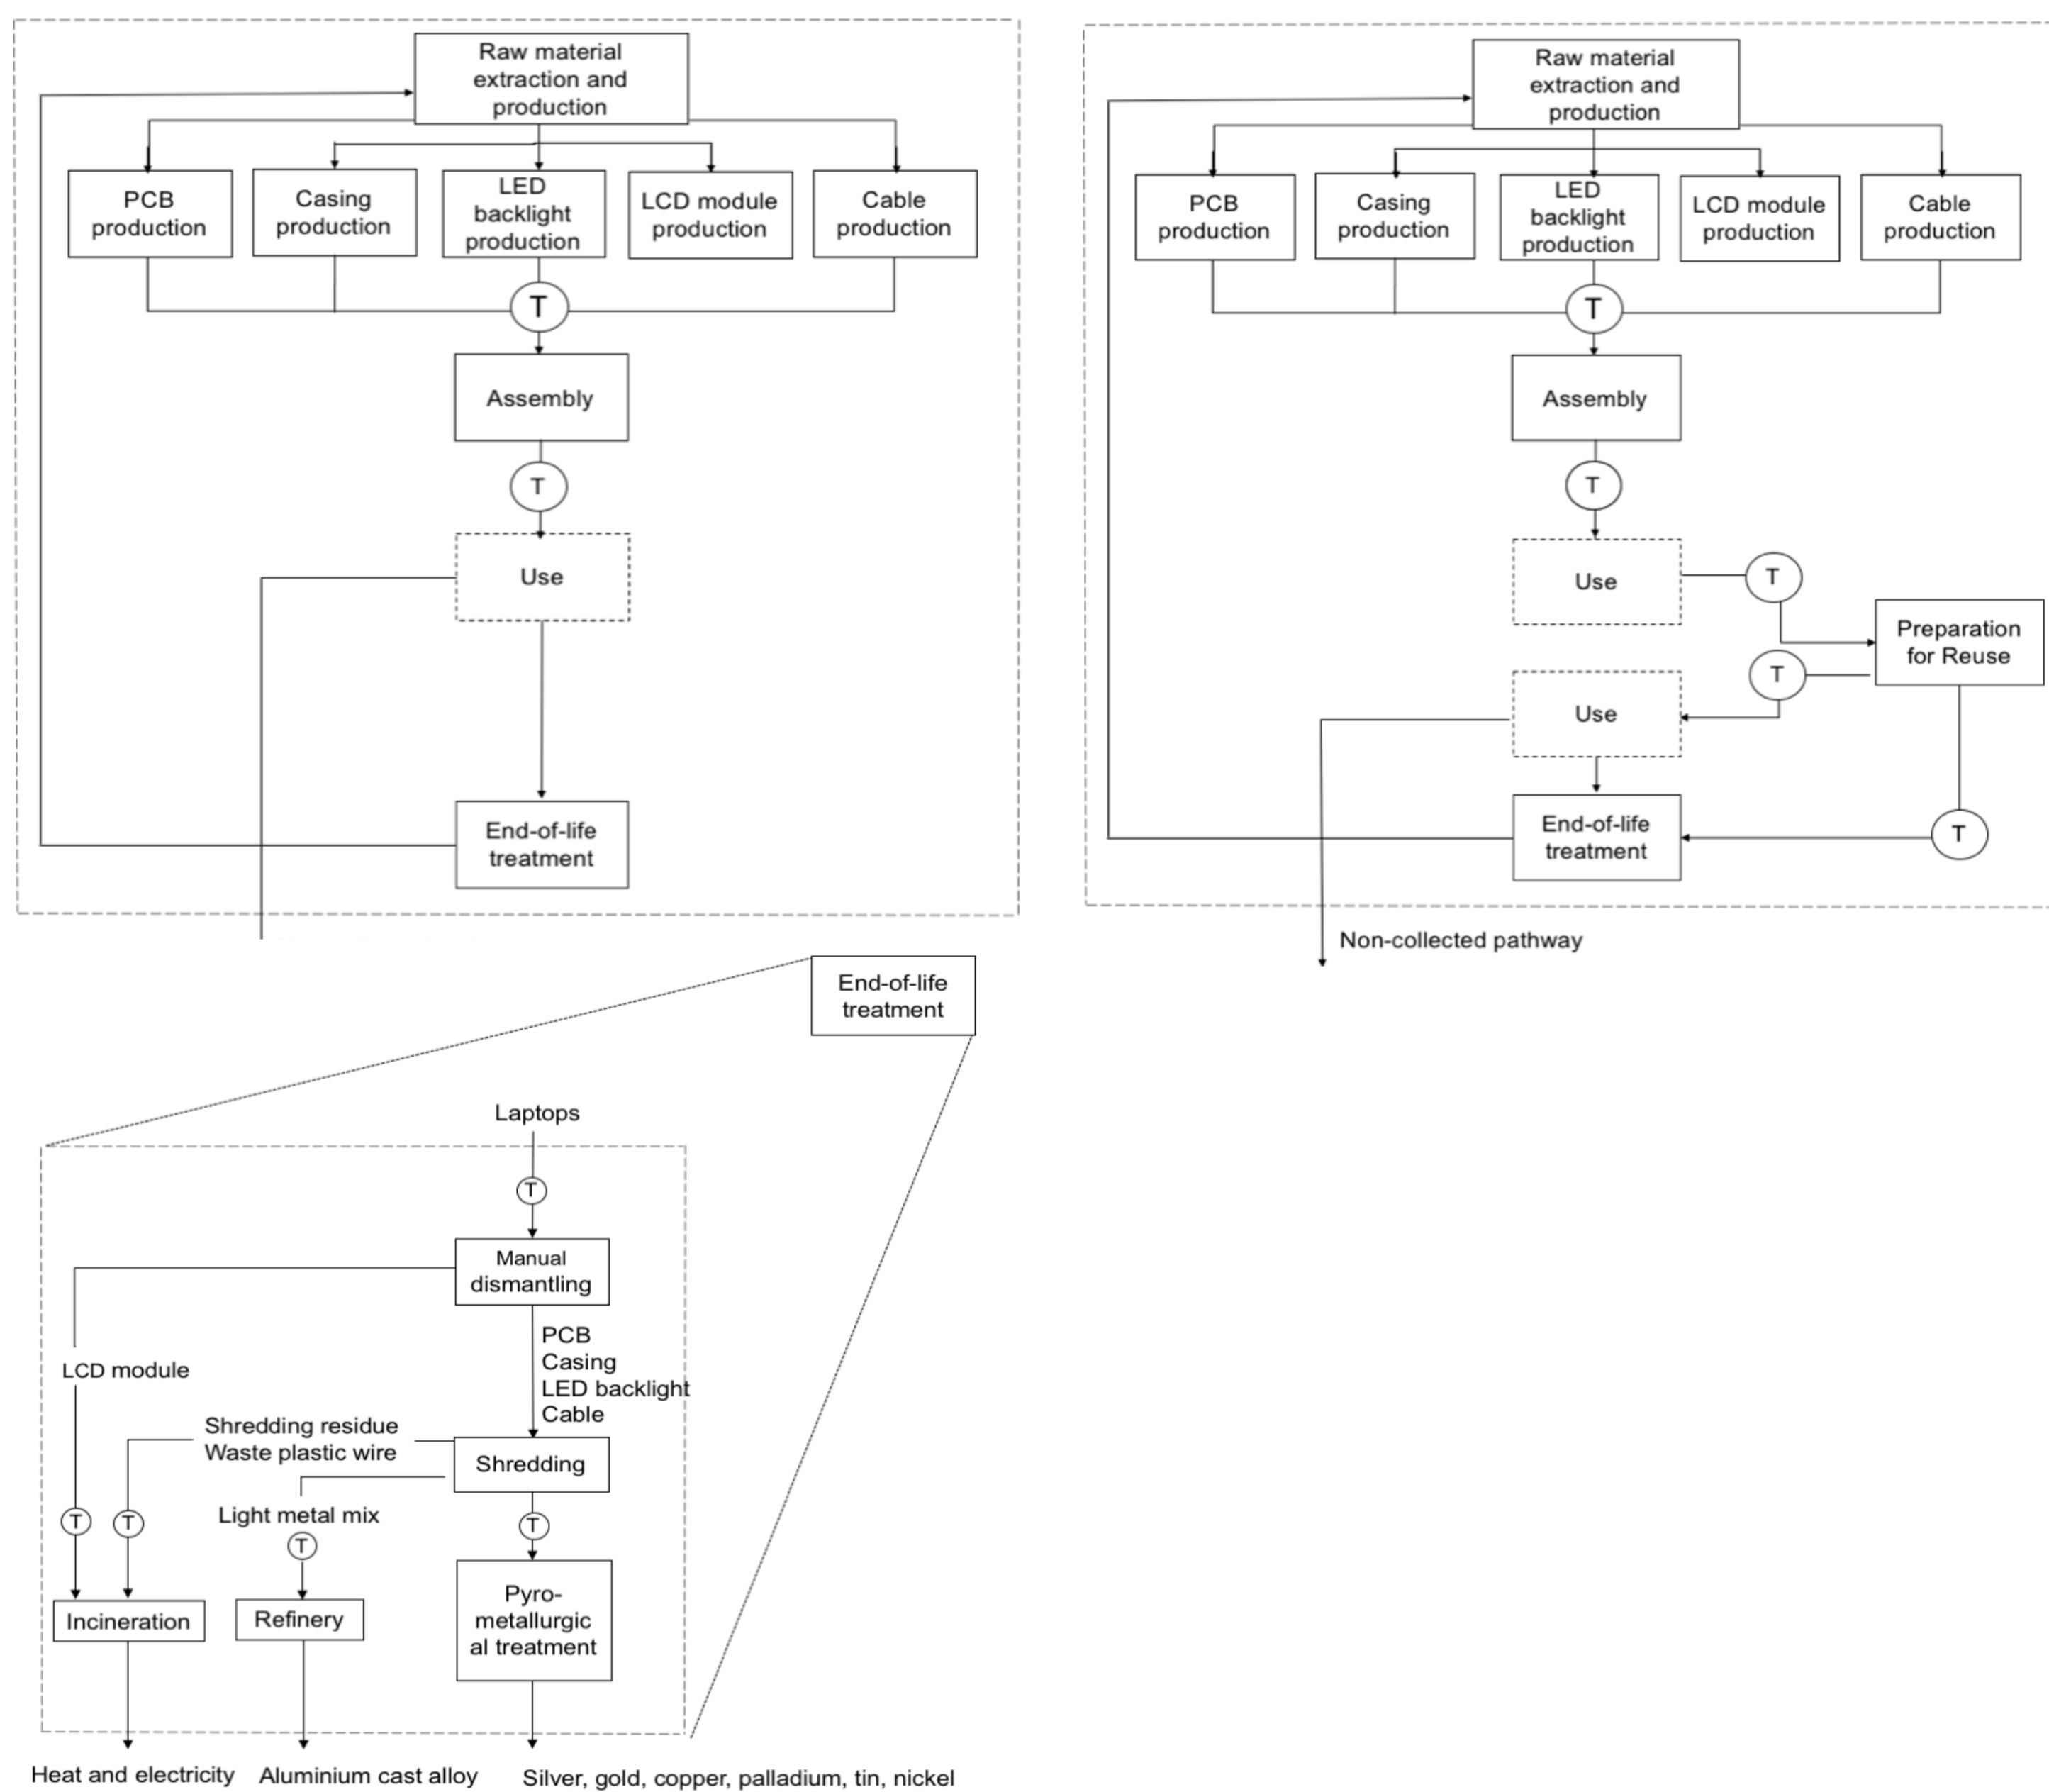 Raw material
extraction and
production
PCB
production
Casing
production
LED
backlight
production
LCD module
production
Cable
production
T
Assembly
T
Use
End-of-life
treatment
Raw material
extraction and
production
PCB
production
Casing
production
LED
backlight
production
LCD module
production
Cable
production
T
Assembly
T
Use
T
Preparation
for Reuse
T
Use
End-of-life
treatment
T
Non-collected pathway
End-of-life
treatment
Laptops
T
Manual
dismantling
PCB
Casing
LED backlight
Cable
LCD module
Shredding residue
Waste plastic wire
Shredding
Light metal mix
T
T
T
T
Incineration
Refinery
Pyro-
metallurgic
al treatment
Heat and electricity
Aluminium cast alloy
Silver, gold, copper, palladium, tin, nickel